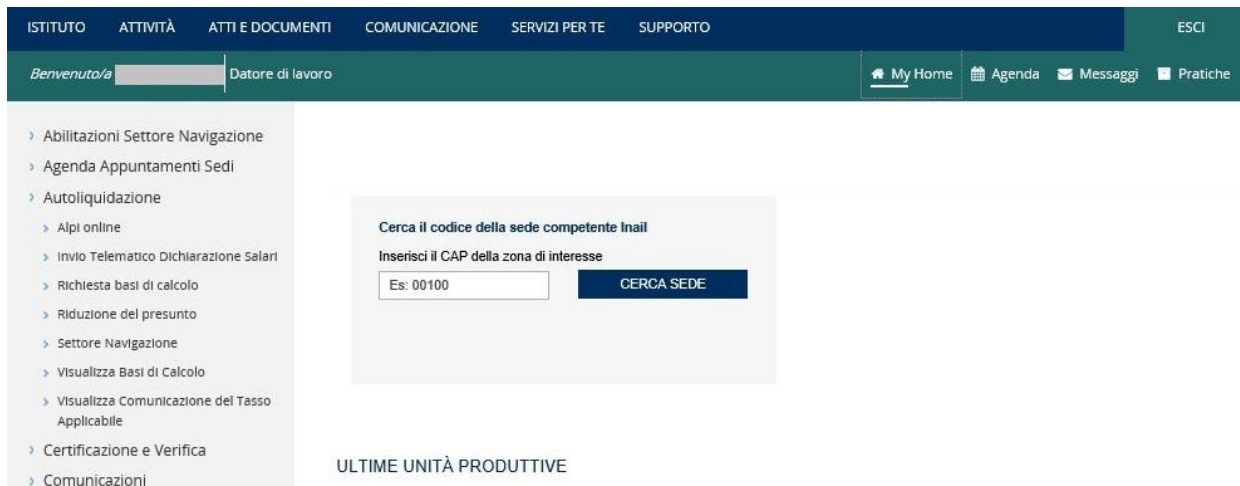 ISTITUTO ATTIVITÀ ATTI E DOCUMENTI COMUNICAZIONE SERVIZI PER TE SUPPORTO ESCI
Benvenuto/a Datore di lavoro My Home Agenda Messaggi Pratiche
Abilitazioni Settore Navigazione
Agenda Appuntamenti Sedi
Autoliquidazione
Alpi online
Invio Telematico Dichiarazione Salari
Richiesta basi di calcolo
Riduzione del presunto
Settore Navigazione
Visualizza Basi di Calcolo
Visualizza Comunicazione del Tasso
Applicabile
Certificazione e Verifica
Comunicazioni
Cerca il codice della sede competente Inail
Inserisci il CAP della zona di interesse
Es: 00100 CERCA SEDE
ULTIME UNITÀ PRODUTTIVE